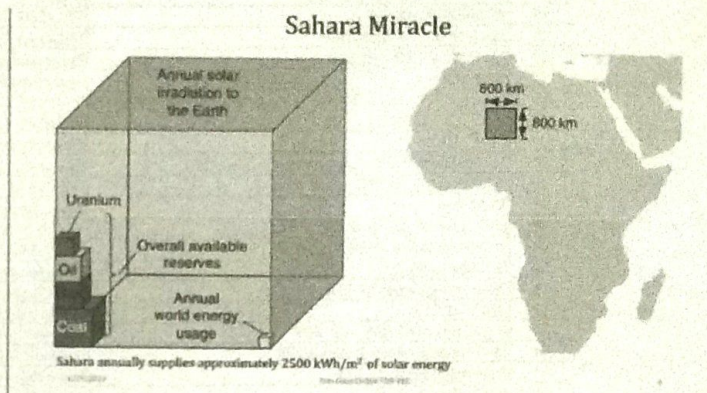 Sahara Miracle
Annual solar
irradiation to
the Earth
Uranium
Oil
Coal
Overall available
reserves
Annual
world energy
usage
800 km
800 km
Sahara annually supplies approximately 2500 kWh/m² of solar energy